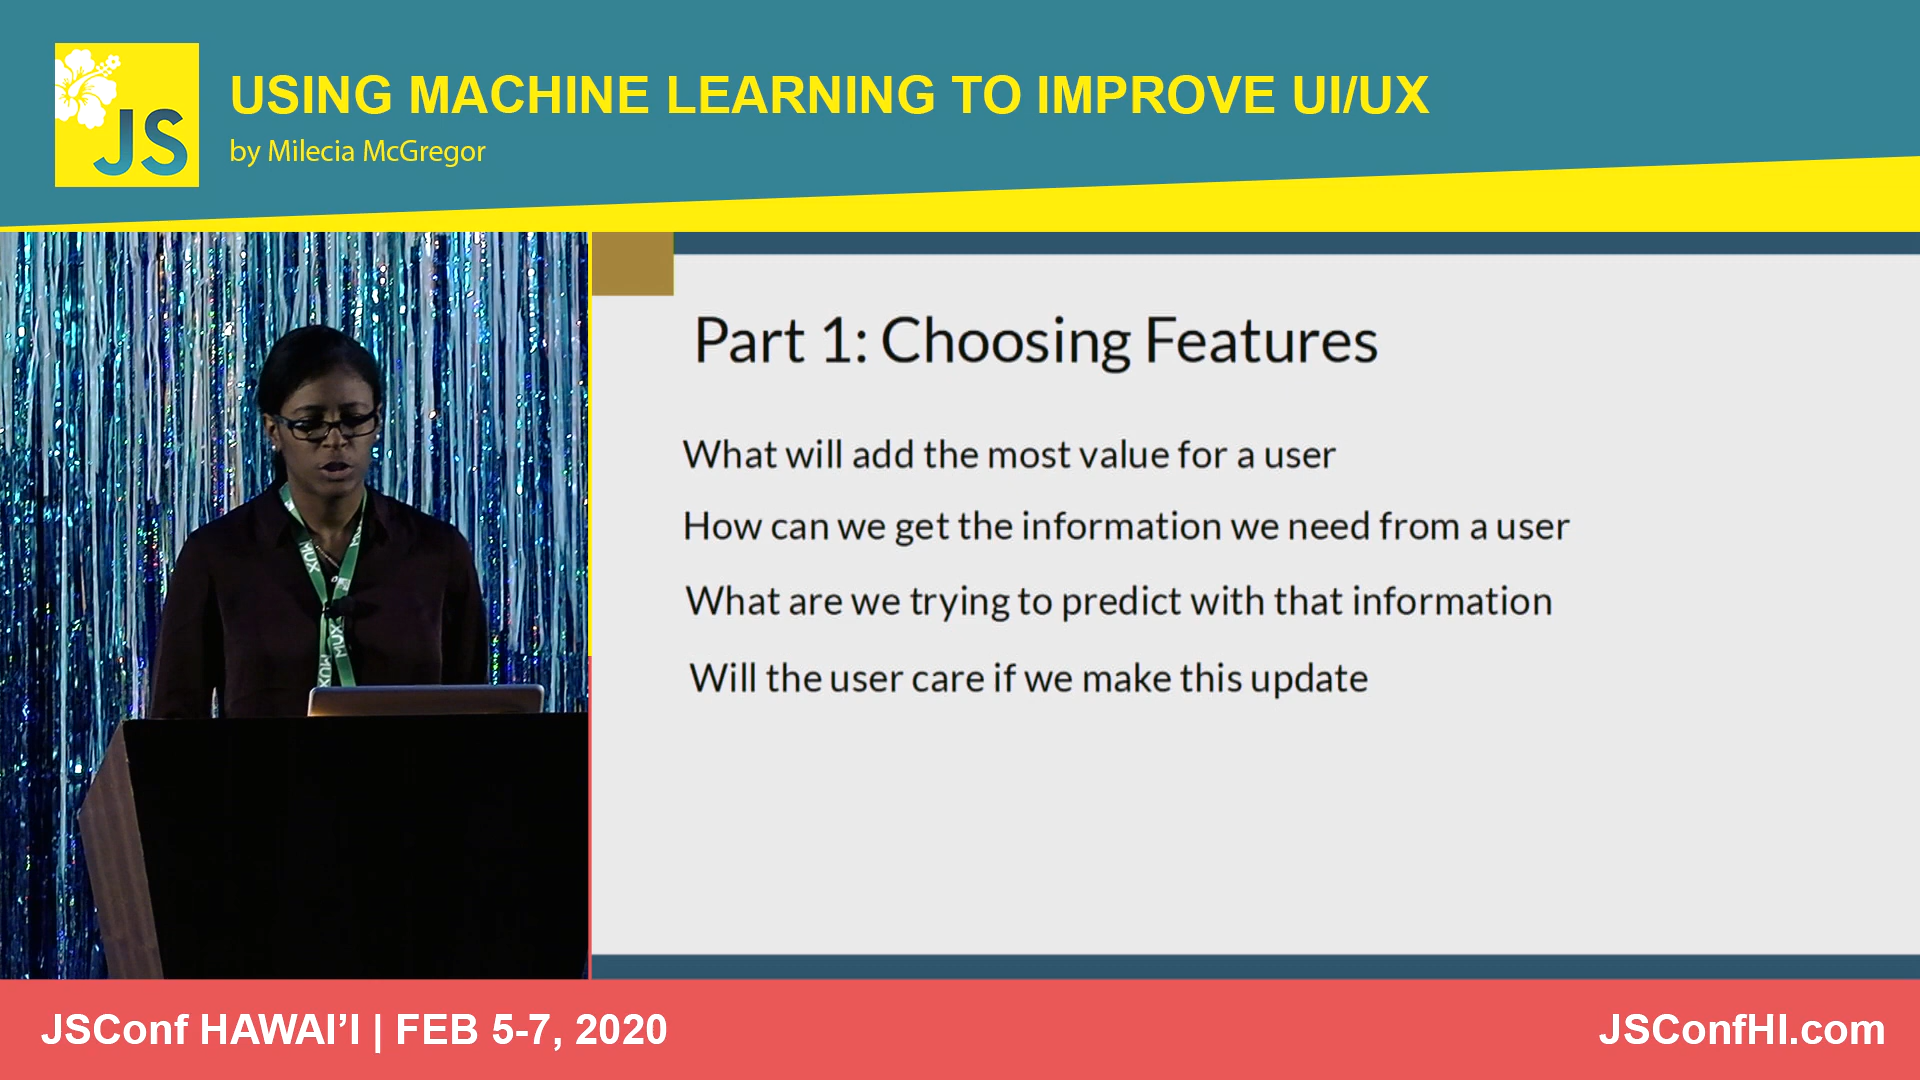 JS
USING MACHINE LEARNING TO IMPROVE UI/UX
by Milecia McGregor
MUX
MUX
MUX
Part 1: Choosing Features
What will add the most value for a user
How can we get the information we need from a user
What are we trying to predict with that information
Will the user care if we make this update
JSConf HAWAI’I | FEB 5-7, 2020
JSConfHI.com